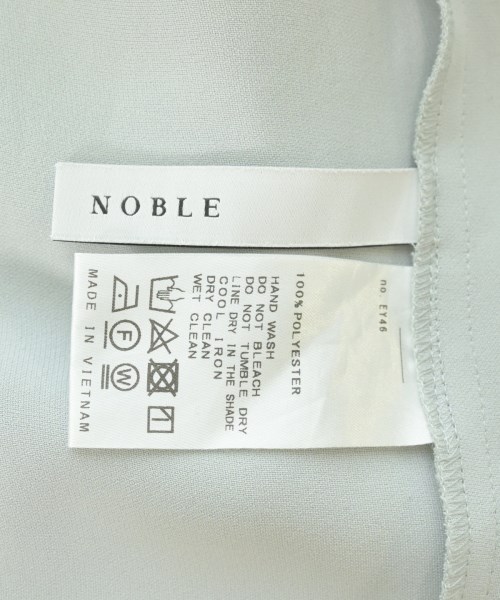 NOBLE
no. EY46
100% POLYESTER
HAND WASH
DO NOT BLEACH
DO NOT TUMBLE DRY
LINE DRY IN THE SHADE
COOL IRON
DRY CLEAN
WET CLEAN
F W
MADE IN VIETNAM